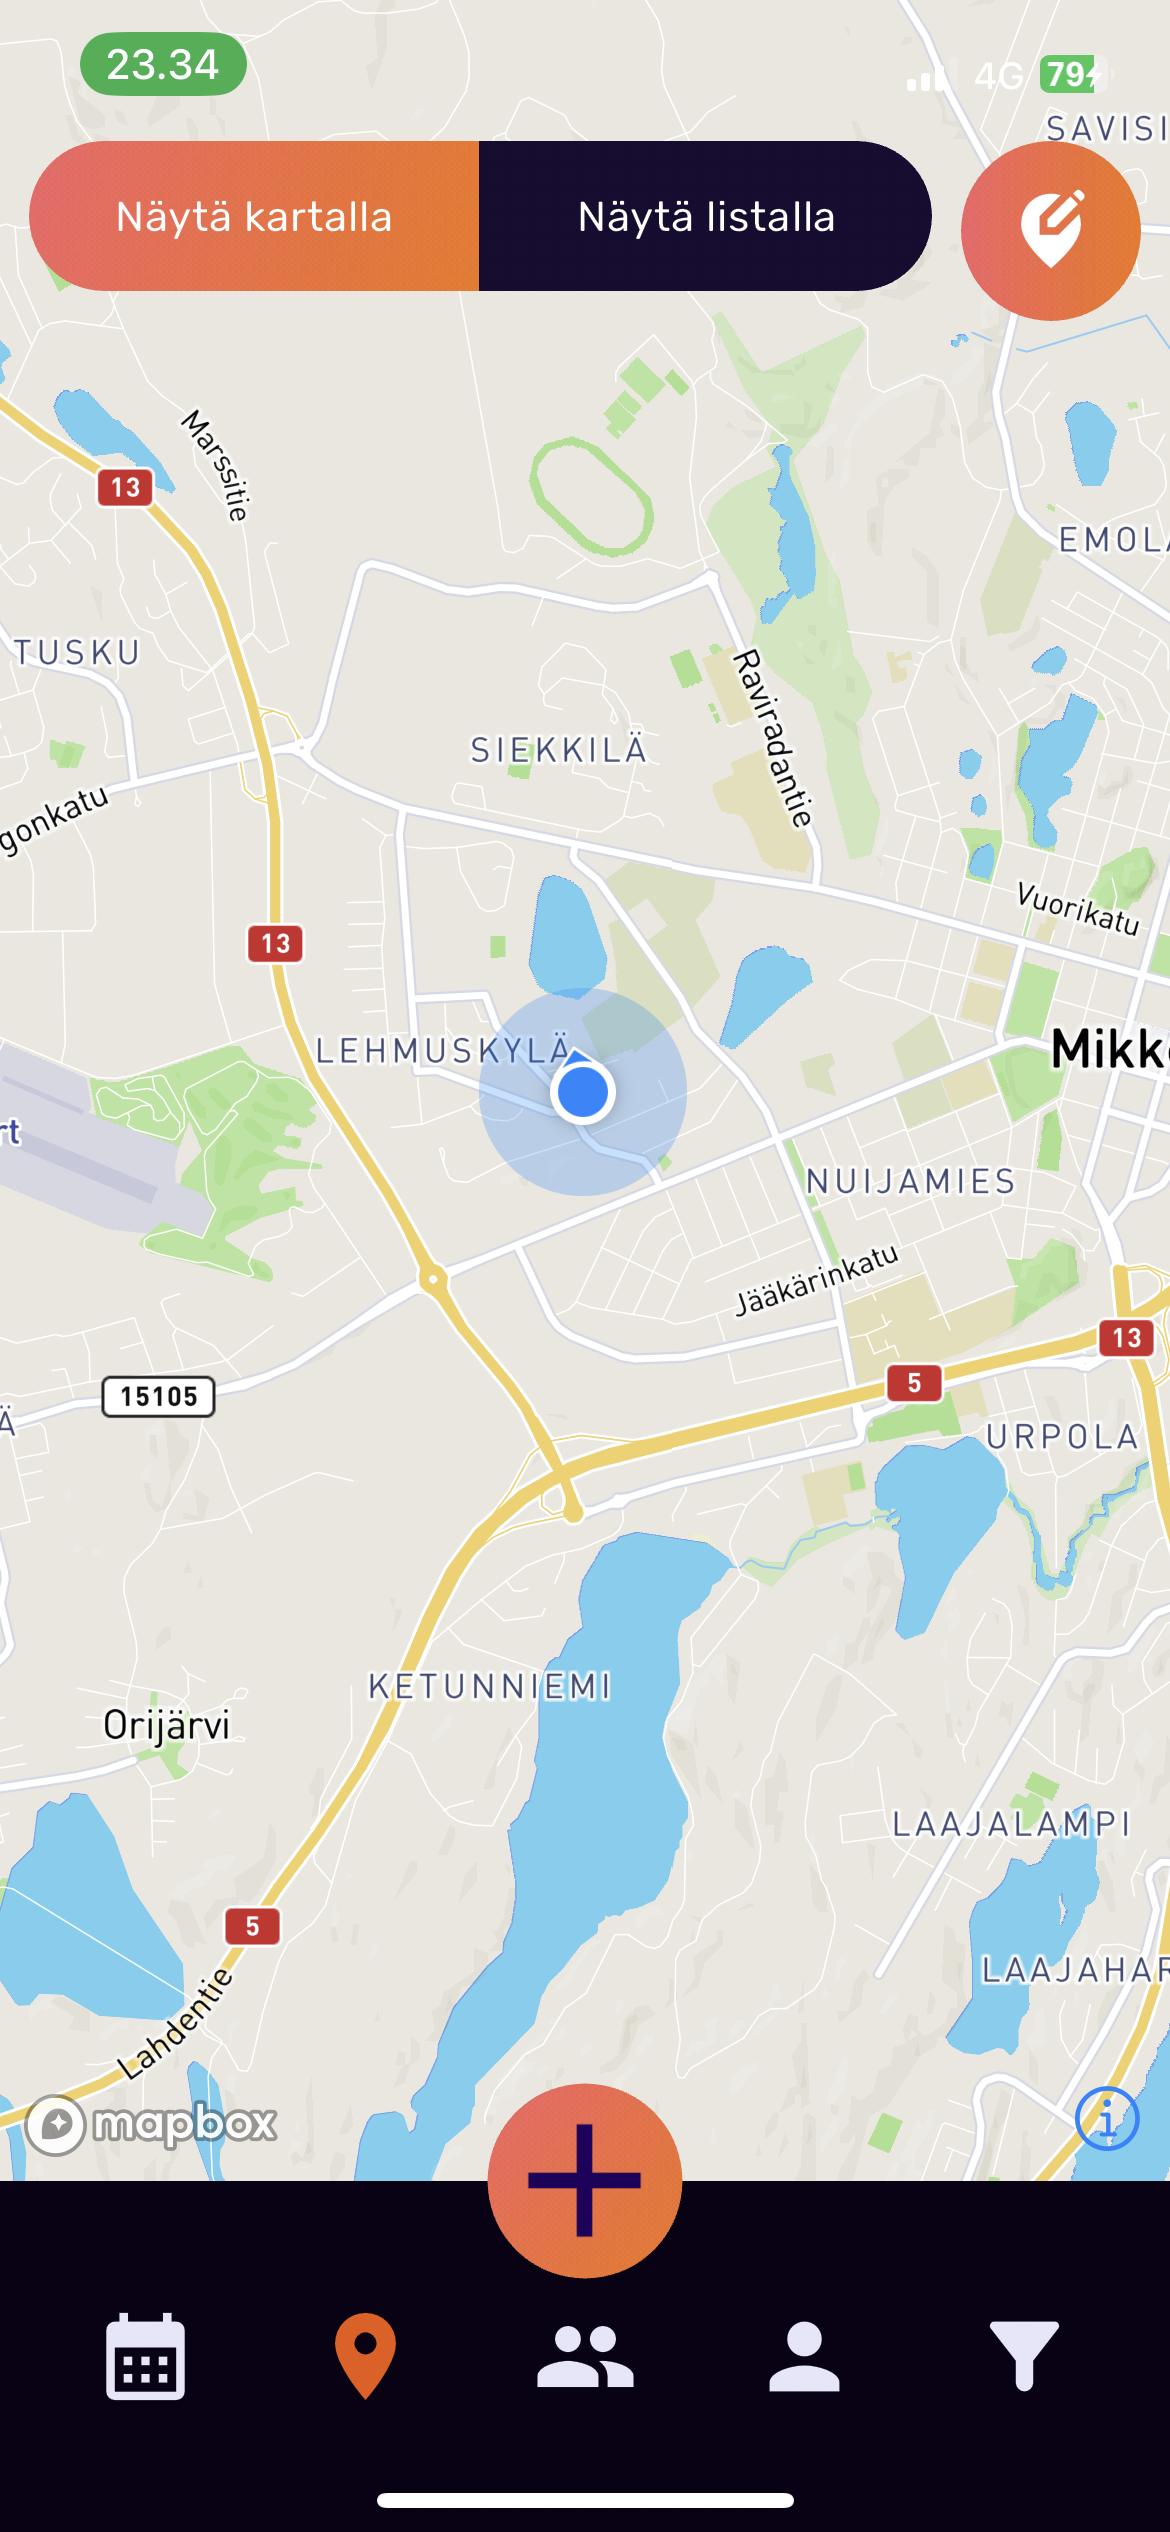 23.34
4G
79
SAVISI
Näytä kartalla
Näytä listalla
Marssitie
13
EMOLA
TUSKU
SIEKKILÄ
Raviradantie
gonkatu
Vuorikatu
13
LEHMUSKYLÄ
Mikk
rt
NUIJAMIES
Jääkärinkatu
13
5
15105
Ä
URPOLA
KETUNNIEMI
Orijärvi
LAAJALAMPI
5
LAAJAHAR
Lahdentie
mapbox